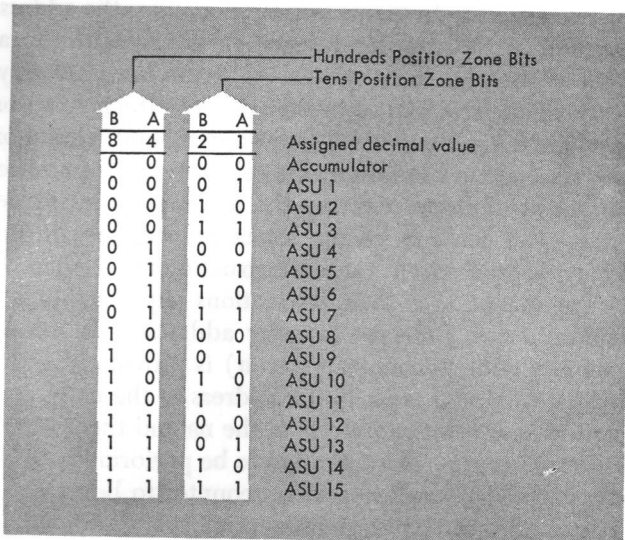 Hundreds Position Zone Bits
Tens Position Zone Bits
B A B A
8 4 2 1 Assigned decimal value
0 0 0 0 Accumulator
0 0 0 1 ASU 1
0 0 1 0 ASU 2
0 0 1 1 ASU 3
0 1 0 0 ASU 4
0 1 0 1 ASU 5
0 1 1 0 ASU 6
0 1 1 1 ASU 7
1 0 0 0 ASU 8
1 0 0 1 ASU 9
1 0 1 0 ASU 10
1 0 1 1 ASU 11
1 1 0 0 ASU 12
1 1 0 1 ASU 13
1 1 1 0 ASU 14
1 1 1 1 ASU 15